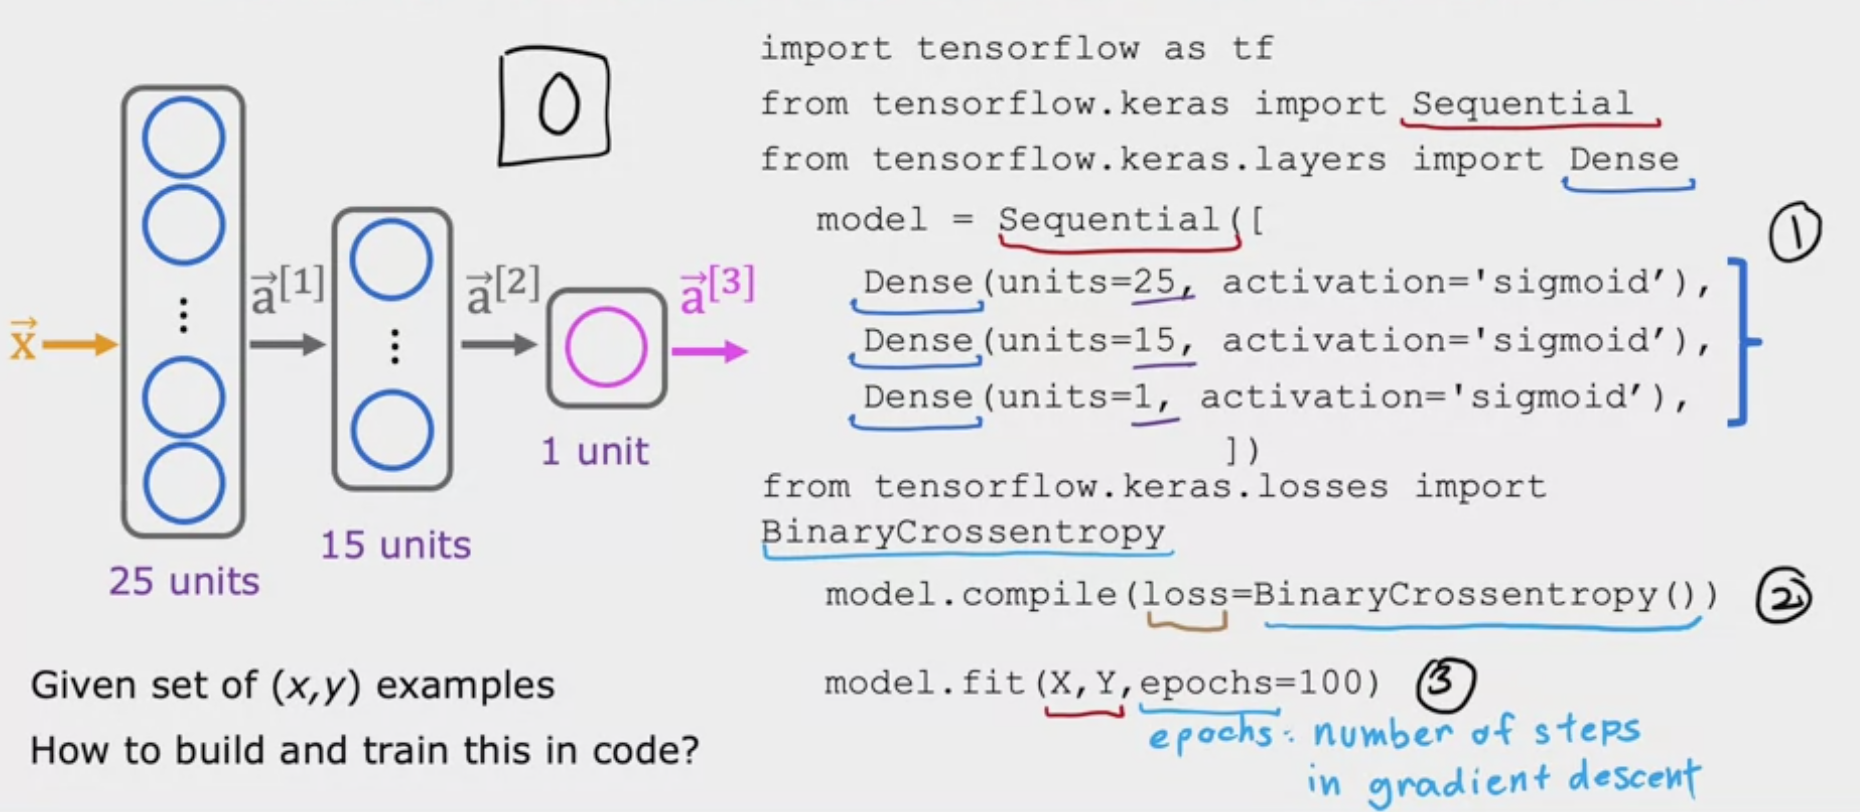 0
x
25 units
a[1]
15 units
a[2]
1 unit
a[3]
Given set of (x,y) examples
How to build and train this in code?
import tensorflow as tf
from tensorflow.keras import Sequential
from tensorflow.keras.layers import Dense
model = Sequential([
1
Dense(units=25, activation='sigmoid’),
Dense(units=15, activation='sigmoid’),
Dense(units=1, activation='sigmoid’),
])
from tensorflow.keras.losses import
BinaryCrossentropy
model.compile(loss=BinaryCrossentropy())
2
model.fit(X,Y,epochs=100)
3
epochs: number of steps
in gradient descent